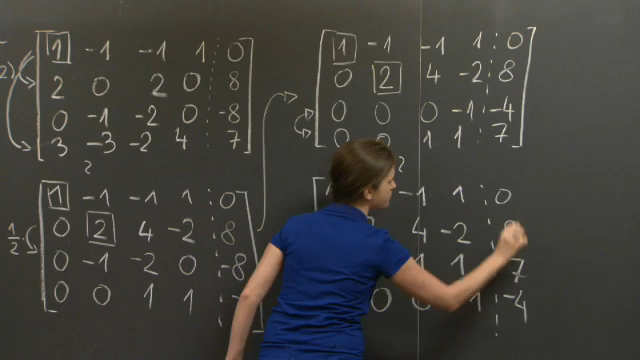 2)
1 -1 -1 1 0
2 0 2 0 8
0 -1 -2 0 -8
3 -3 -2 4 7
1 -1 -1 1 0
1/2
0 2 4 -2 8
0 -1 -2 0 -8
0 0 1 1
1 -1 -1 1 0
0 2 4 -2 8
0 0 0 -1 -4
0 0 1 1 7
-1 1 0
4 -2
1 1 7
0 -1 -4